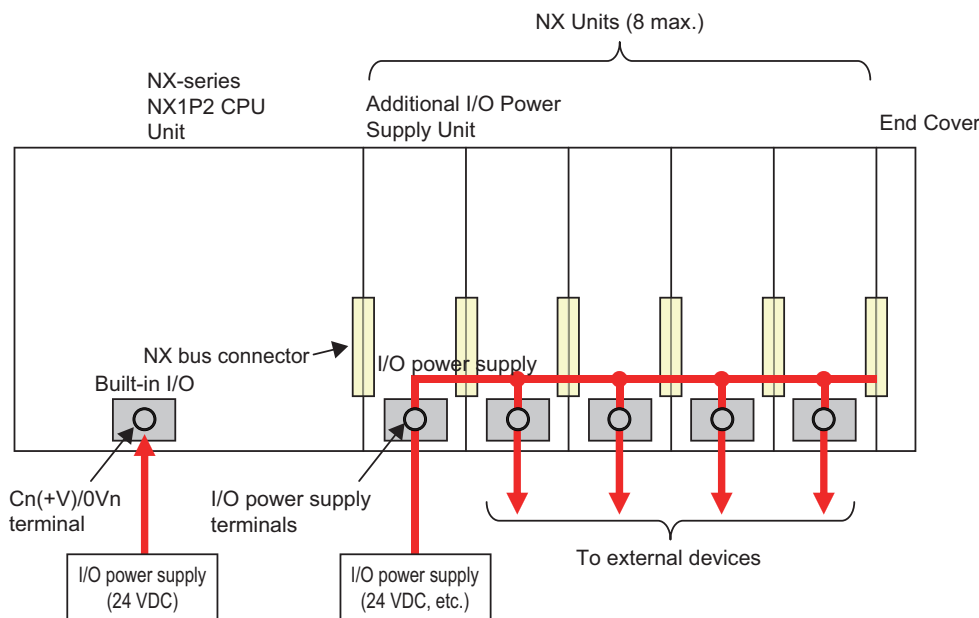 NX Units (8 max.)
NX-series
NX1P2 CPU
Unit
Additional I/O Power
Supply Unit
End Cover
NX bus connector
I/O power supply
Built-in I/O
Cn(+V)/0Vn
terminal
I/O power supply
terminals
To external devices
I/O power supply
(24 VDC)
I/O power supply
(24 VDC, etc.)